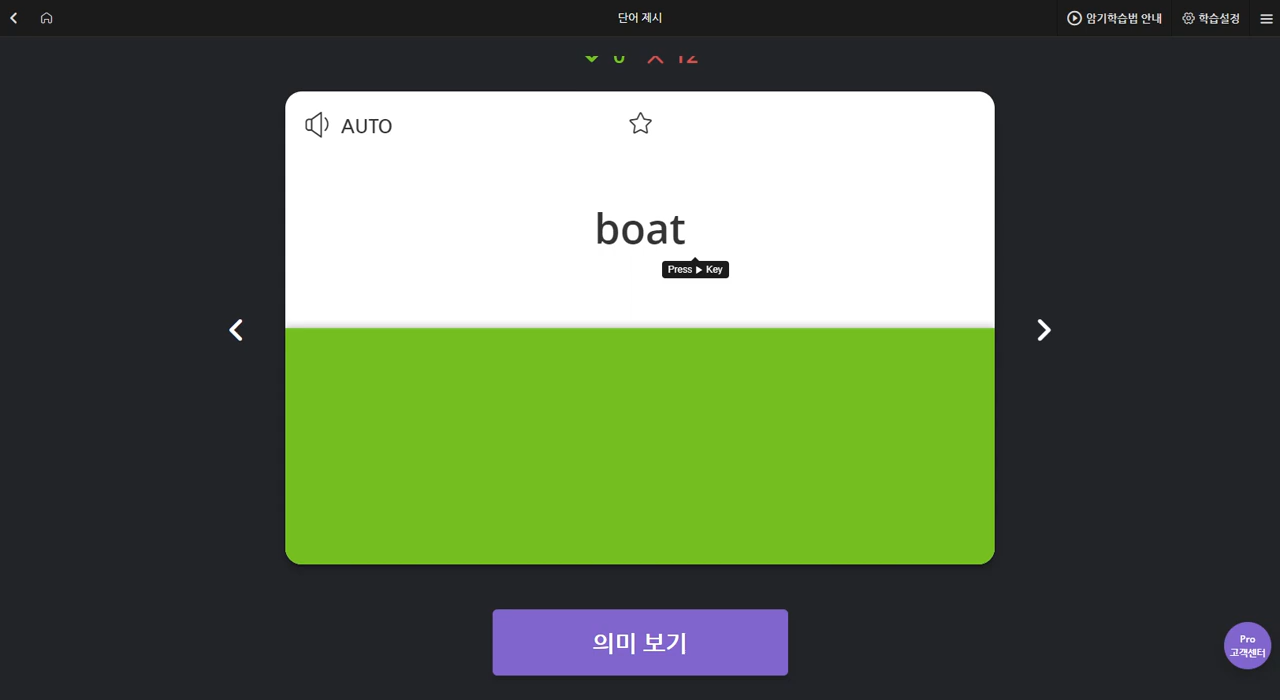 단어 제시
암기학습법 안내
학습설정
AUTO
boat
Press ▶ Key
의미 보기
Pro
고객센터